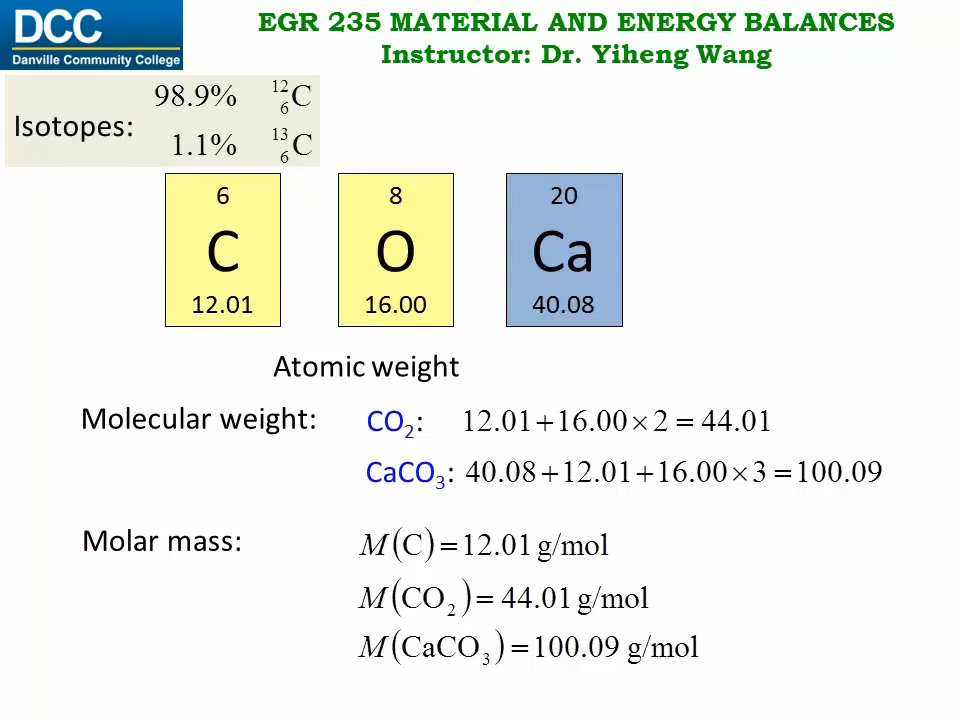 DCC
Danville Community College
EGR 235 MATERIAL AND ENERGY BALANCES
Instructor: Dr. Yiheng Wang
Isotopes:
98.9% ¹²₆C
1.1% ¹³₆C
6
C
12.01
8
O
16.00
20
Ca
40.08
Atomic weight
Molecular weight:
CO₂: 12.01+16.00×2=44.01
CaCO₃: 40.08+12.01+16.00×3=100.09
Molar mass:
M(C)=12.01 g/mol
M(CO₂)=44.01 g/mol
M(CaCO₃)=100.09 g/mol